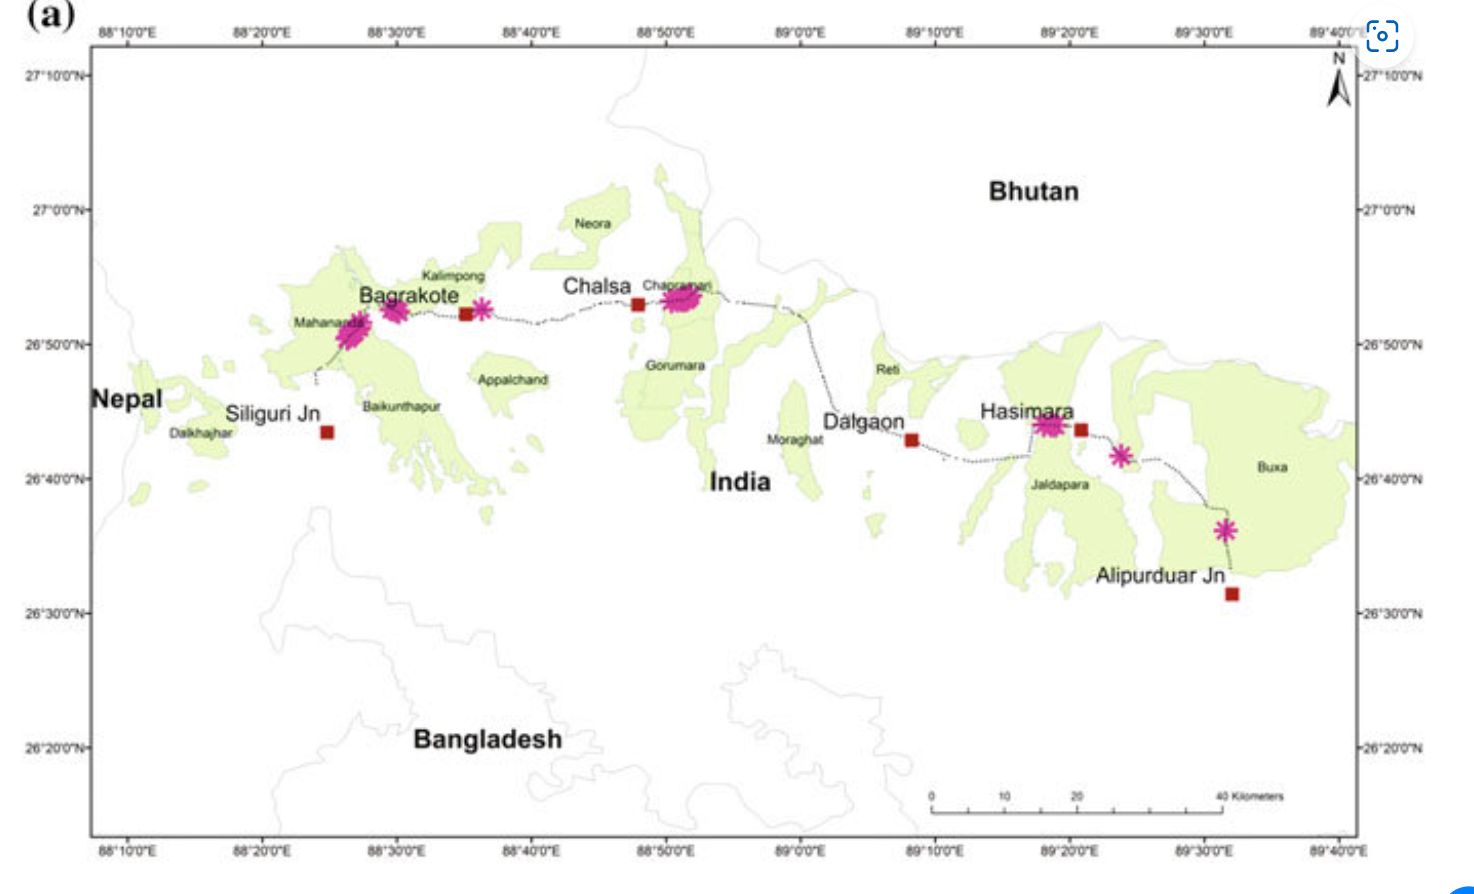 (a)
88°10'0"E 88°20'0"E 88°30'0"E 88°40'0"E 88°50'0"E 89°0'0"E 89°10'0"E 89°20'0"E 89°30'0"E 89°40'0"E
N
27°10'0"N 27°10'0"N
Bhutan
27°0'0"N 27°0'0"N
Neora
Kalimpong
Chalsa Chapramari
Bagrakote
Mahananda
26°50'0"N 26°50'0"N
Gorumara
Reti
Appalchand
Nepal
Baikunthapur
Siliguri Jn
Hasimara
Dalgaon
Dalkhajhar
Moraghat
Buxa
26°40'0"N 26°40'0"N
India
Jaldapara
Alipurduar Jn
26°30'0"N 26°30'0"N
Bangladesh
26°20'0"N 26°20'0"N
0 10 20 40 Kilometers
88°10'0"E 88°20'0"E 88°30'0"E 88°40'0"E 88°50'0"E 89°0'0"E 89°10'0"E 89°20'0"E 89°30'0"E 89°40'0"E